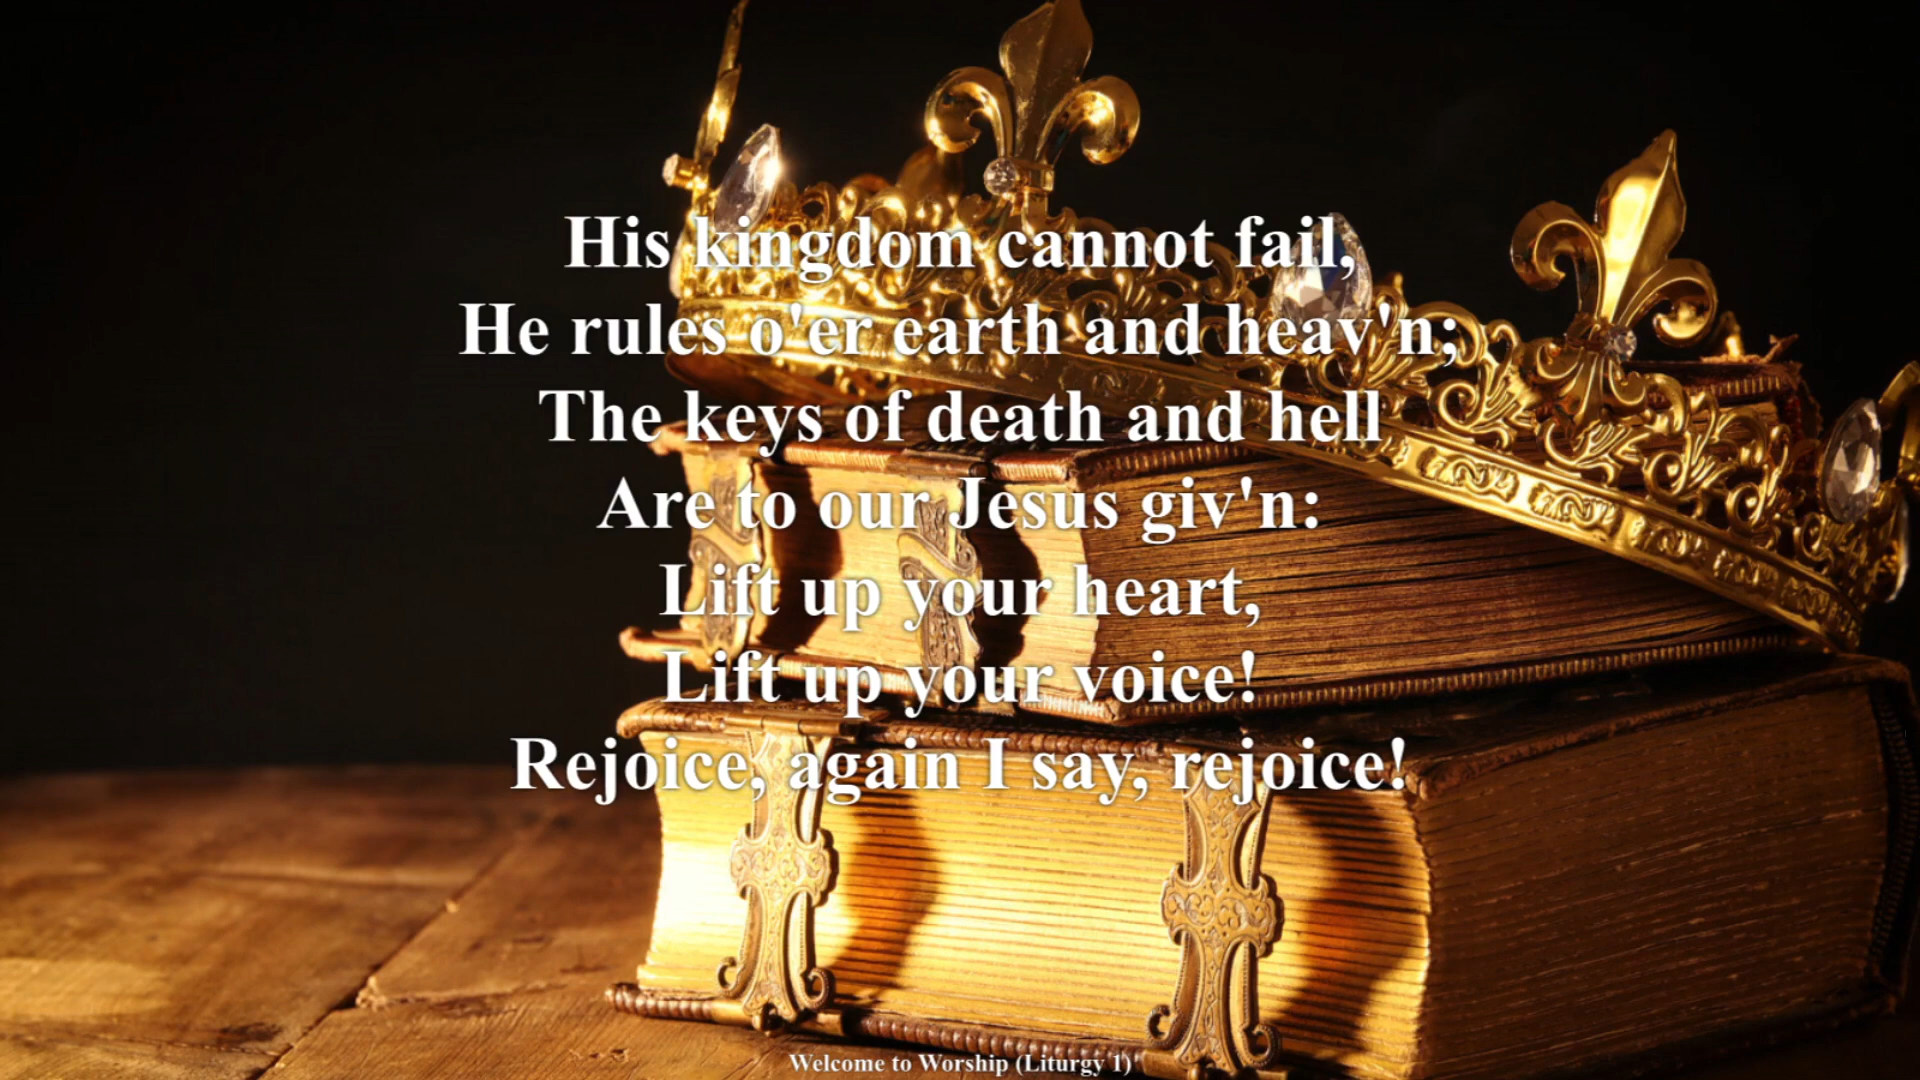 His kingdom cannot fail,
He rules o'er earth and heav'n;
The keys of death and hell
Are to our Jesus giv'n:
Lift up your heart,
Lift up your voice!
Rejoice, again I say, rejoice!
Welcome to Worship (Liturgy 1)